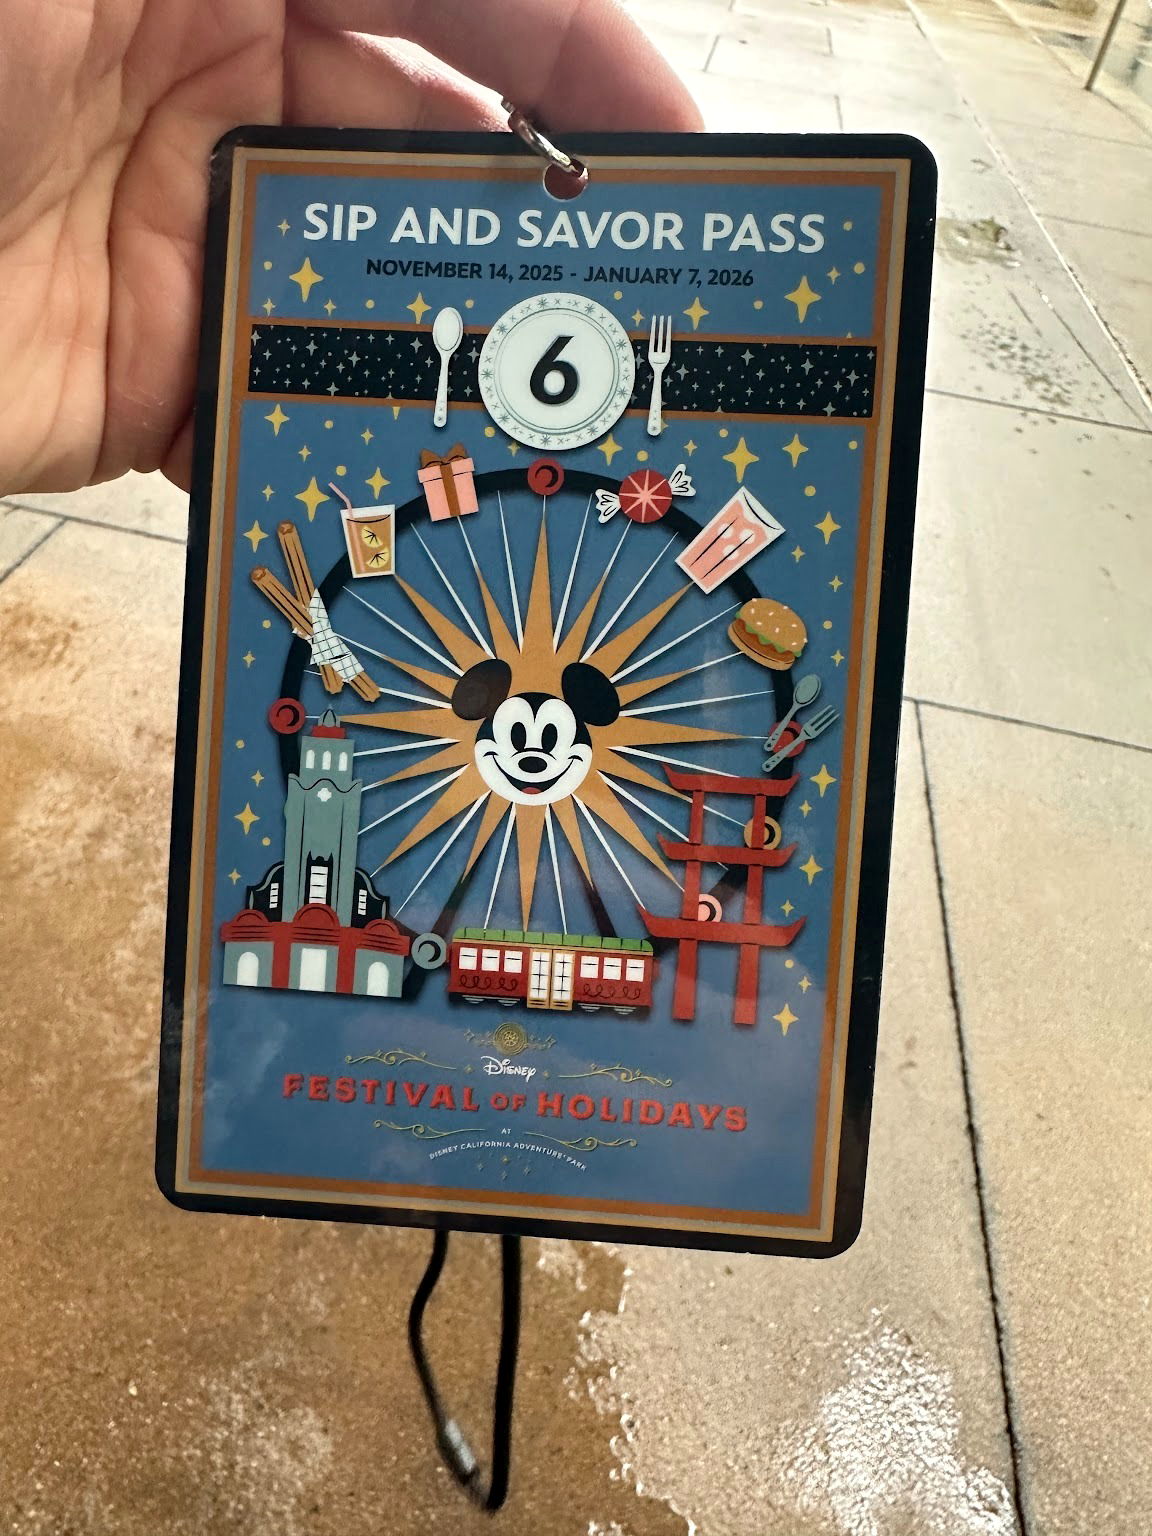 SIP AND SAVOR PASS
NOVEMBER 14, 2025 - JANUARY 7, 2026
6
Disney
FESTIVAL OF HOLIDAYS
AT
DISNEY CALIFORNIA ADVENTURE® PARK